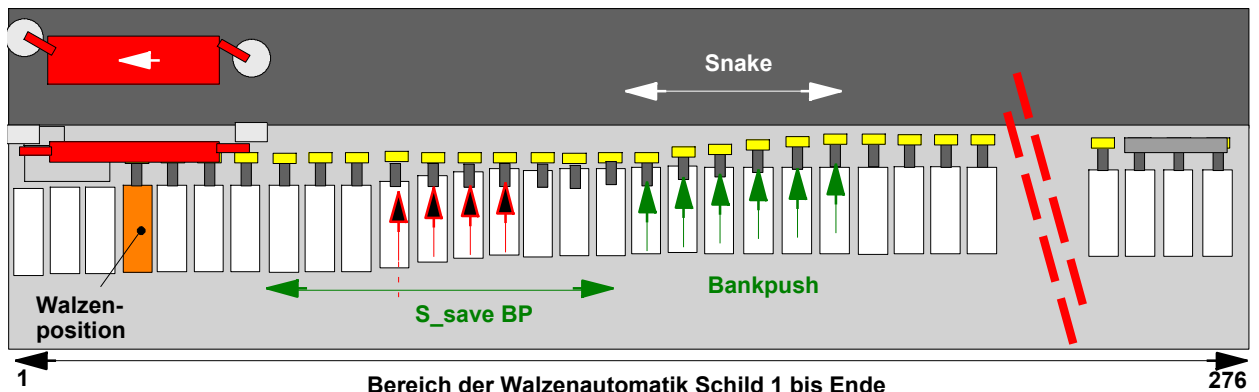 Snake
Walzen-
position
S_save BP
Bankpush
1
276
Bereich der Walzenautomatik Schild 1 bis Ende